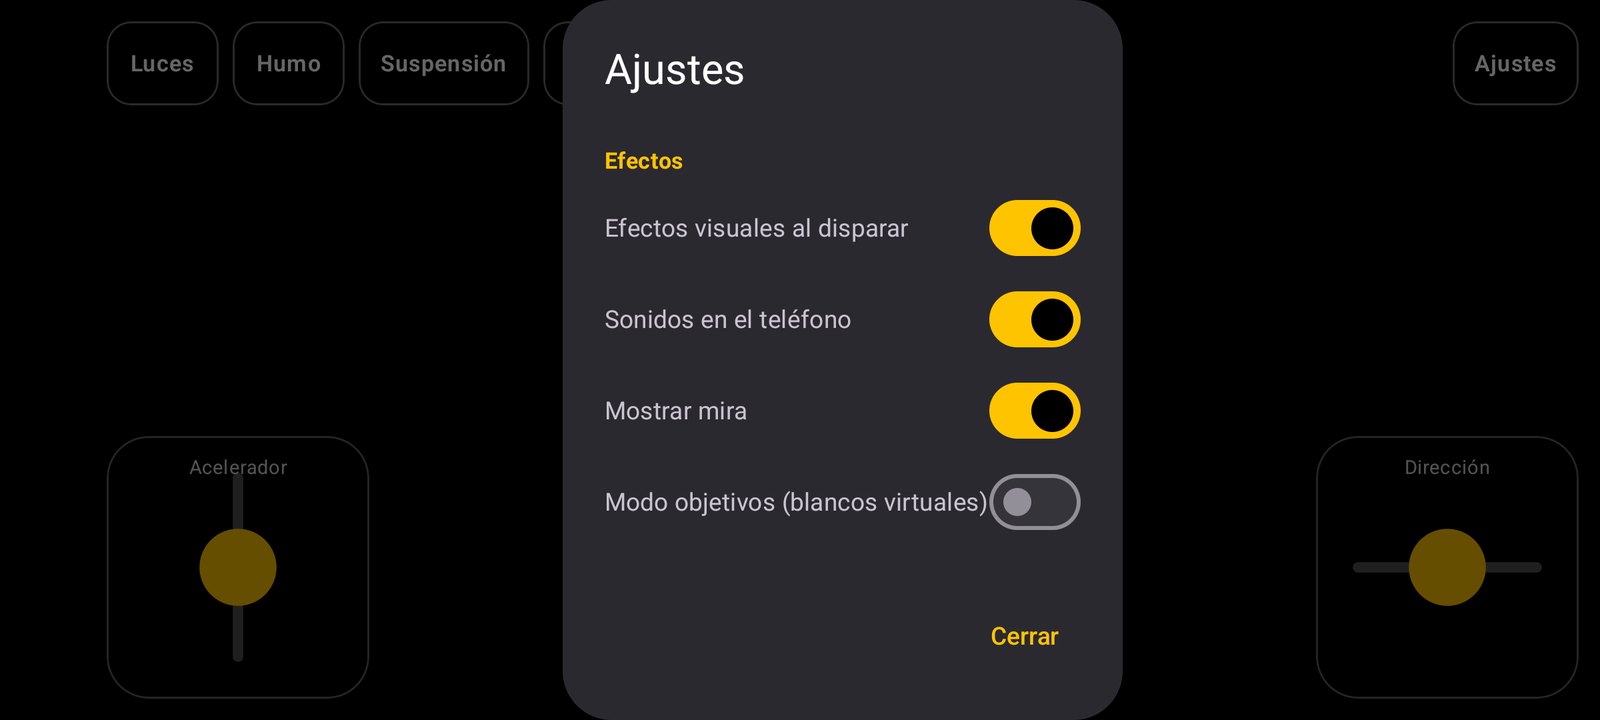 Luces
Humo
Suspensión
Ajustes
Ajustes
Efectos
Efectos visuales al disparar
Sonidos en el teléfono
Mostrar mira
Modo objetivos (blancos virtuales)
Acelerador
Dirección
Cerrar